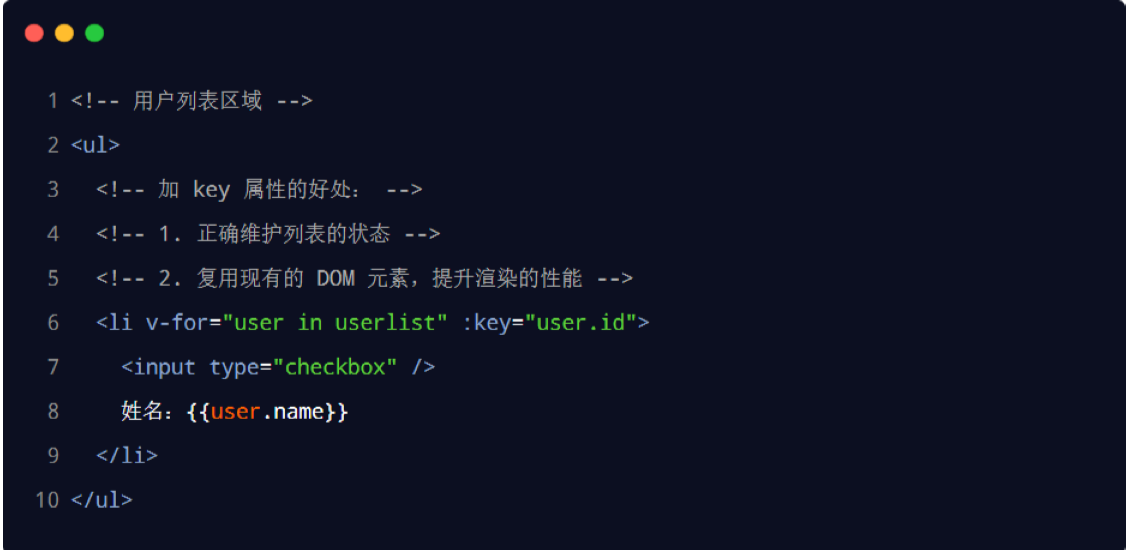 1 <!-- 用户列表区域 -->
2 <ul>
3   <!-- 加 key 属性的好处： -->
4   <!-- 1. 正确维护列表的状态 -->
5   <!-- 2. 复用现有的 DOM 元素，提升渲染的性能 -->
6   <li v-for="user in userlist" :key="user.id">
7     <input type="checkbox" />
8     姓名：{{user.name}}
9   </li>
10 </ul>